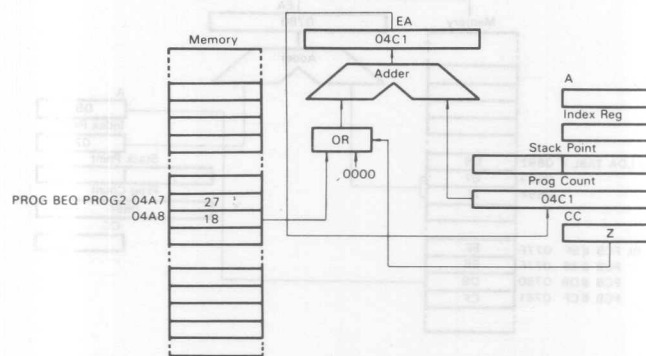 EA
Memory
04C1
Adder
A
Index Reg
OR
Stack Point
0000
Prog Count
PROG BEQ PROG2 04A7 27
04C1
04A8 18
CC
Z